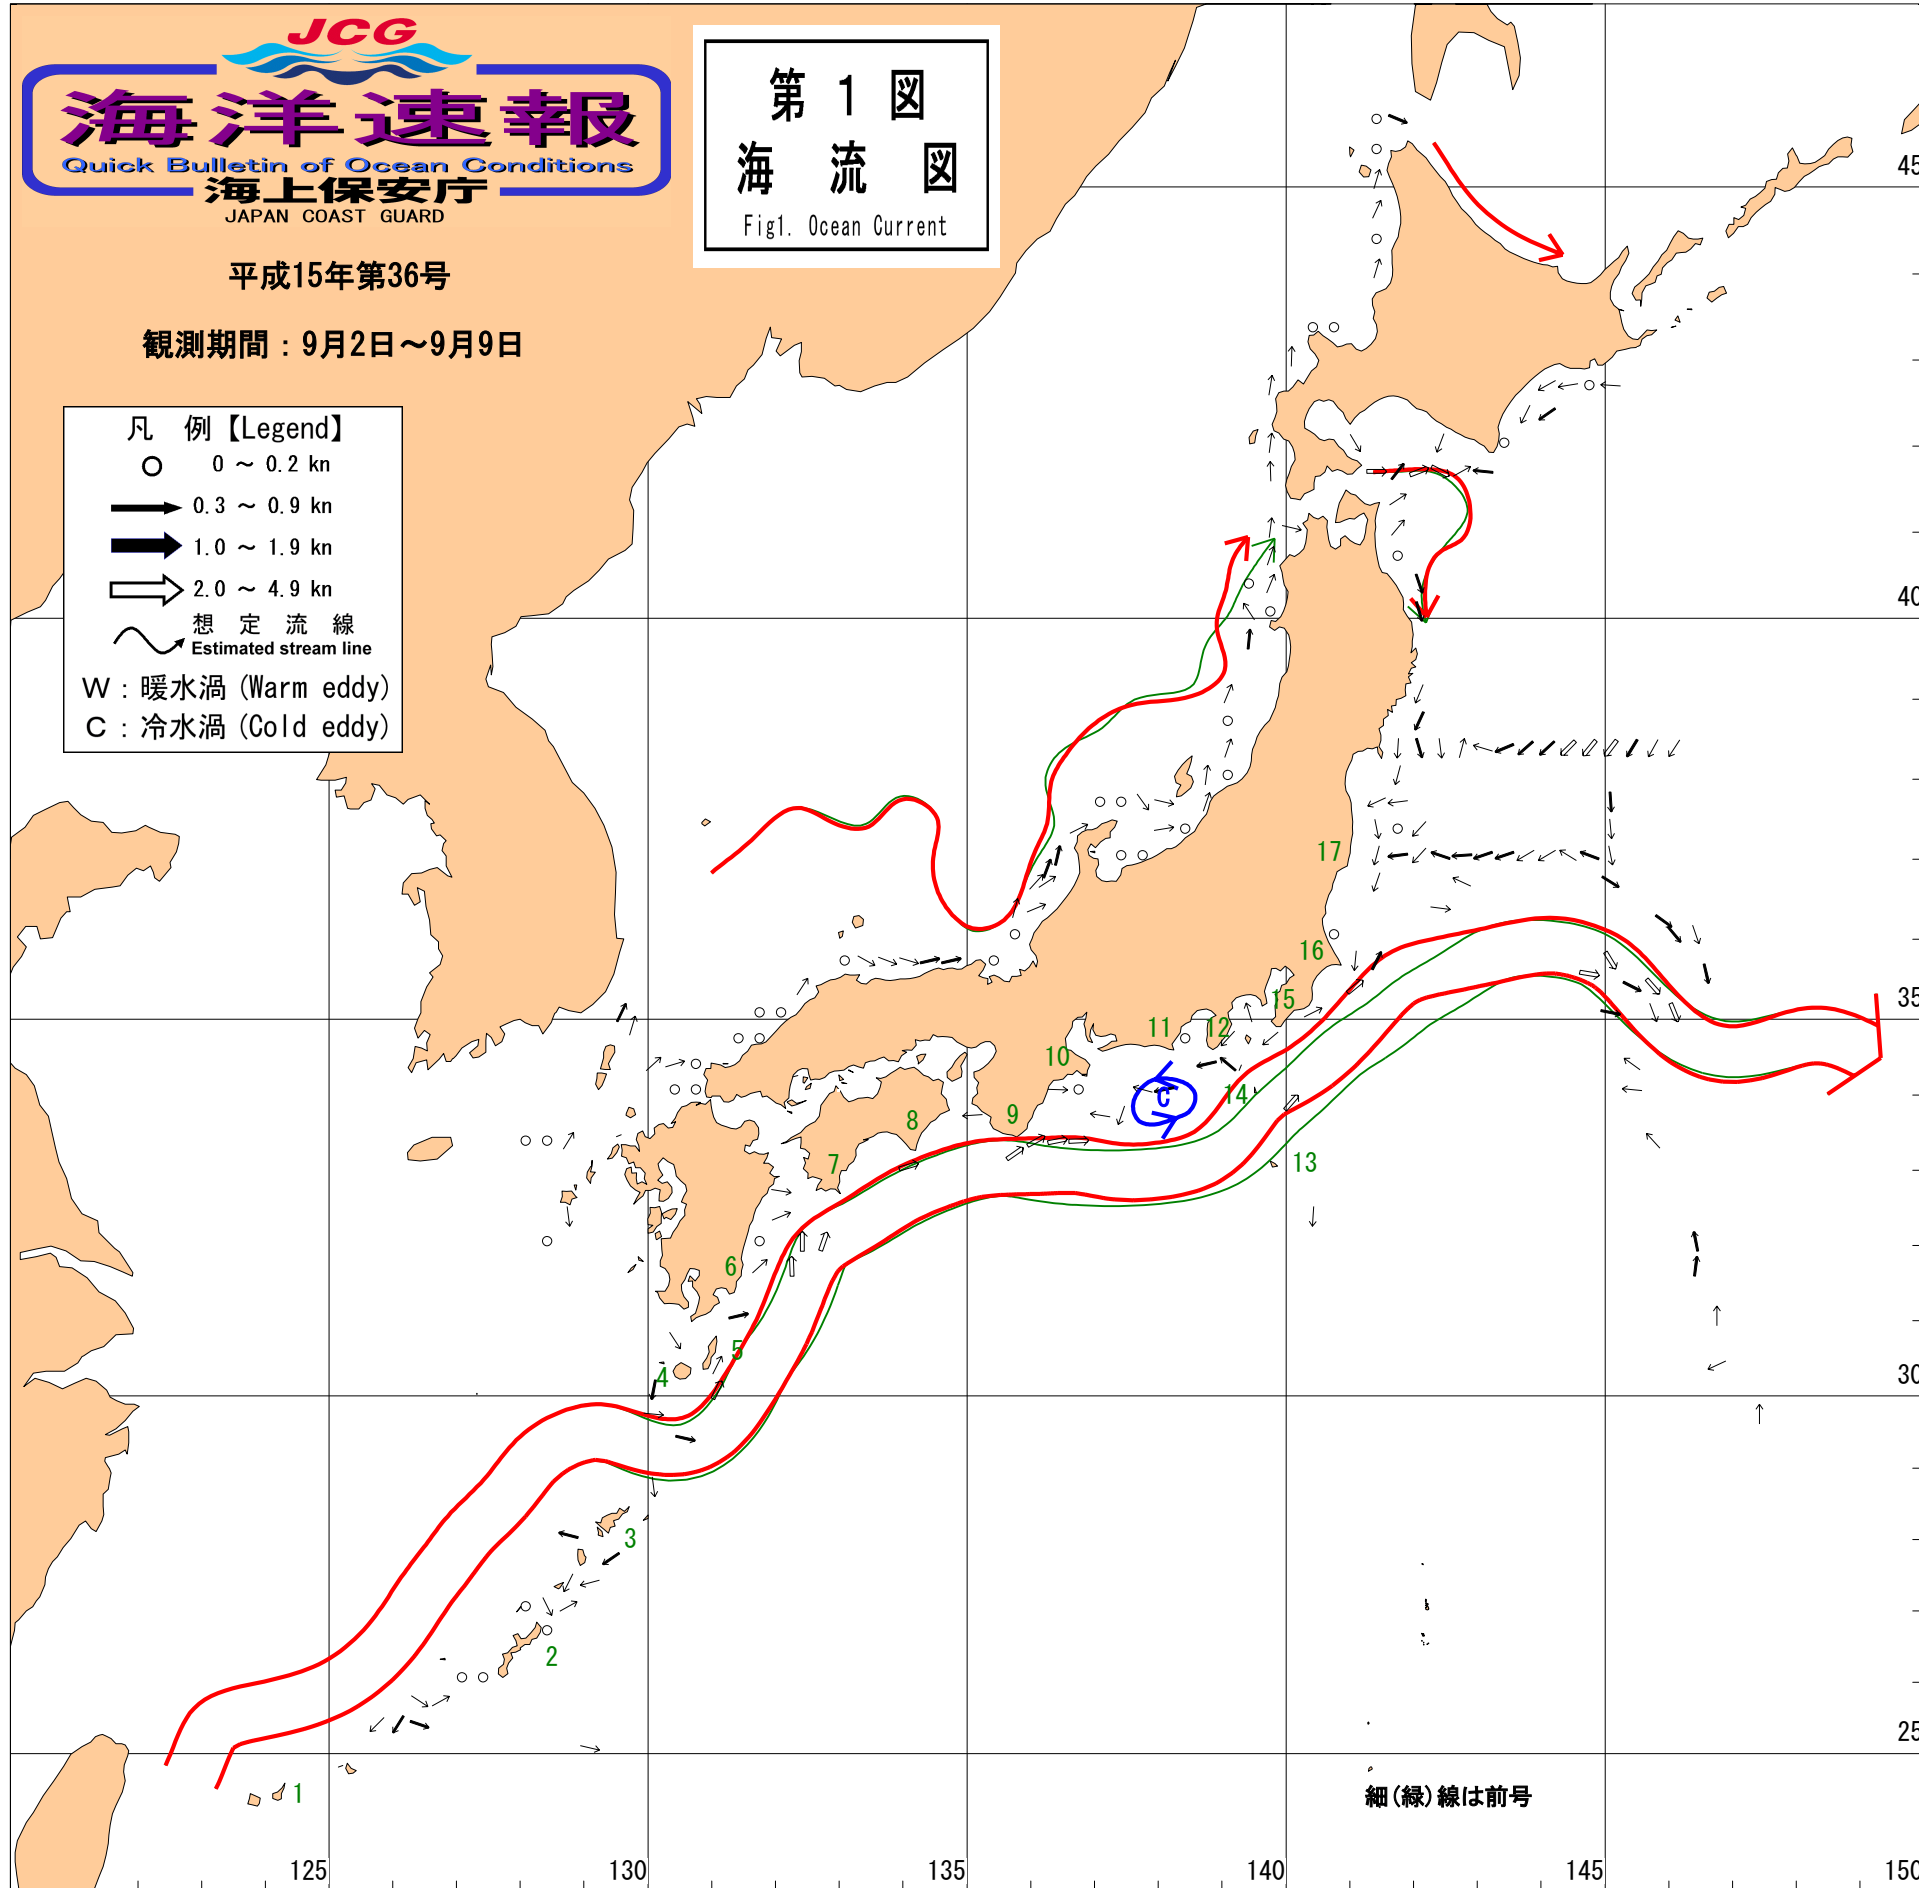 JCG
海洋速報
Quick Bulletin of Ocean Conditions
海上保安庁
JAPAN COAST GUARD
平成15年第36号
観測期間：9月2日～9月9日
第 1 図
海 流 図
Fig1. Ocean Current
凡 例【Legend】
0 ～ 0.2 kn
0.3 ～ 0.9 kn
1.0 ～ 1.9 kn
2.0 ～ 4.9 kn
想 定 流 線
Estimated stream line
W：暖水渦(Warm eddy)
C：冷水渦(Cold eddy)
45
40
17
16
35
15
11
12
10
14
C
9
8
7
13
6
5
4
30
3
2
25
1
細(緑)線は前号
125
130
135
140
145
150